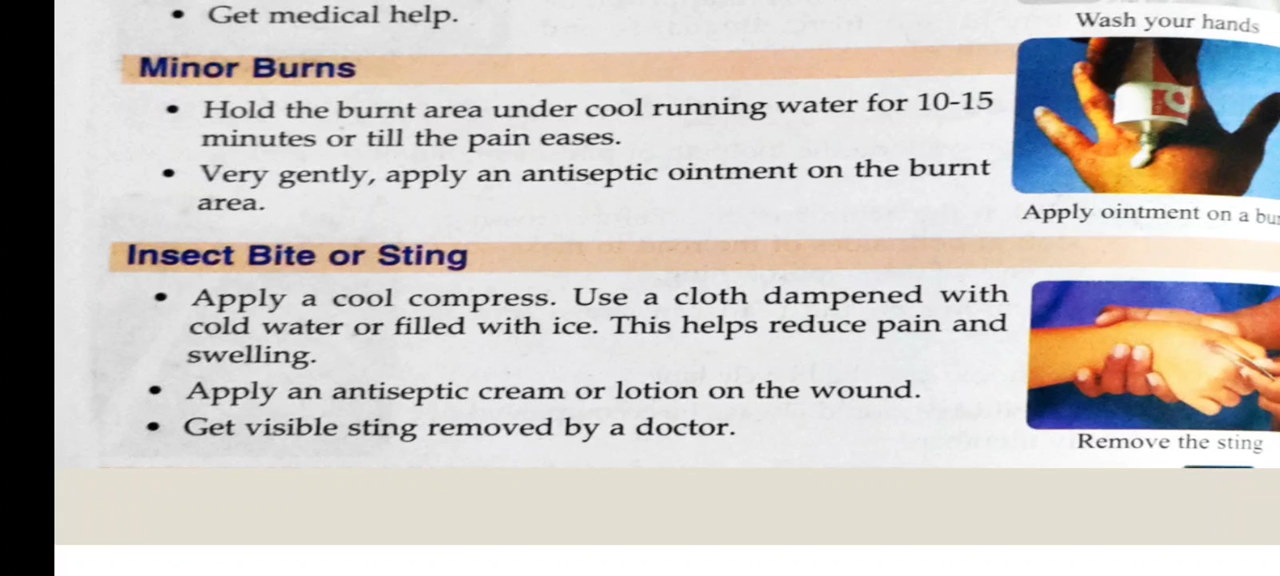 • Get medical help.
Wash your hands
Minor Burns
• Hold the burnt area under cool running water for 10-15
minutes or till the pain eases.
• Very gently, apply an antiseptic ointment on the burnt
area.
Apply ointment on a
Insect Bite or Sting
• Apply a cool compress. Use a cloth dampened with
cold water or filled with ice. This helps reduce pain and
swelling.
• Apply an antiseptic cream or lotion on the wound.
• Get visible sting removed by a doctor.
Remove the sting